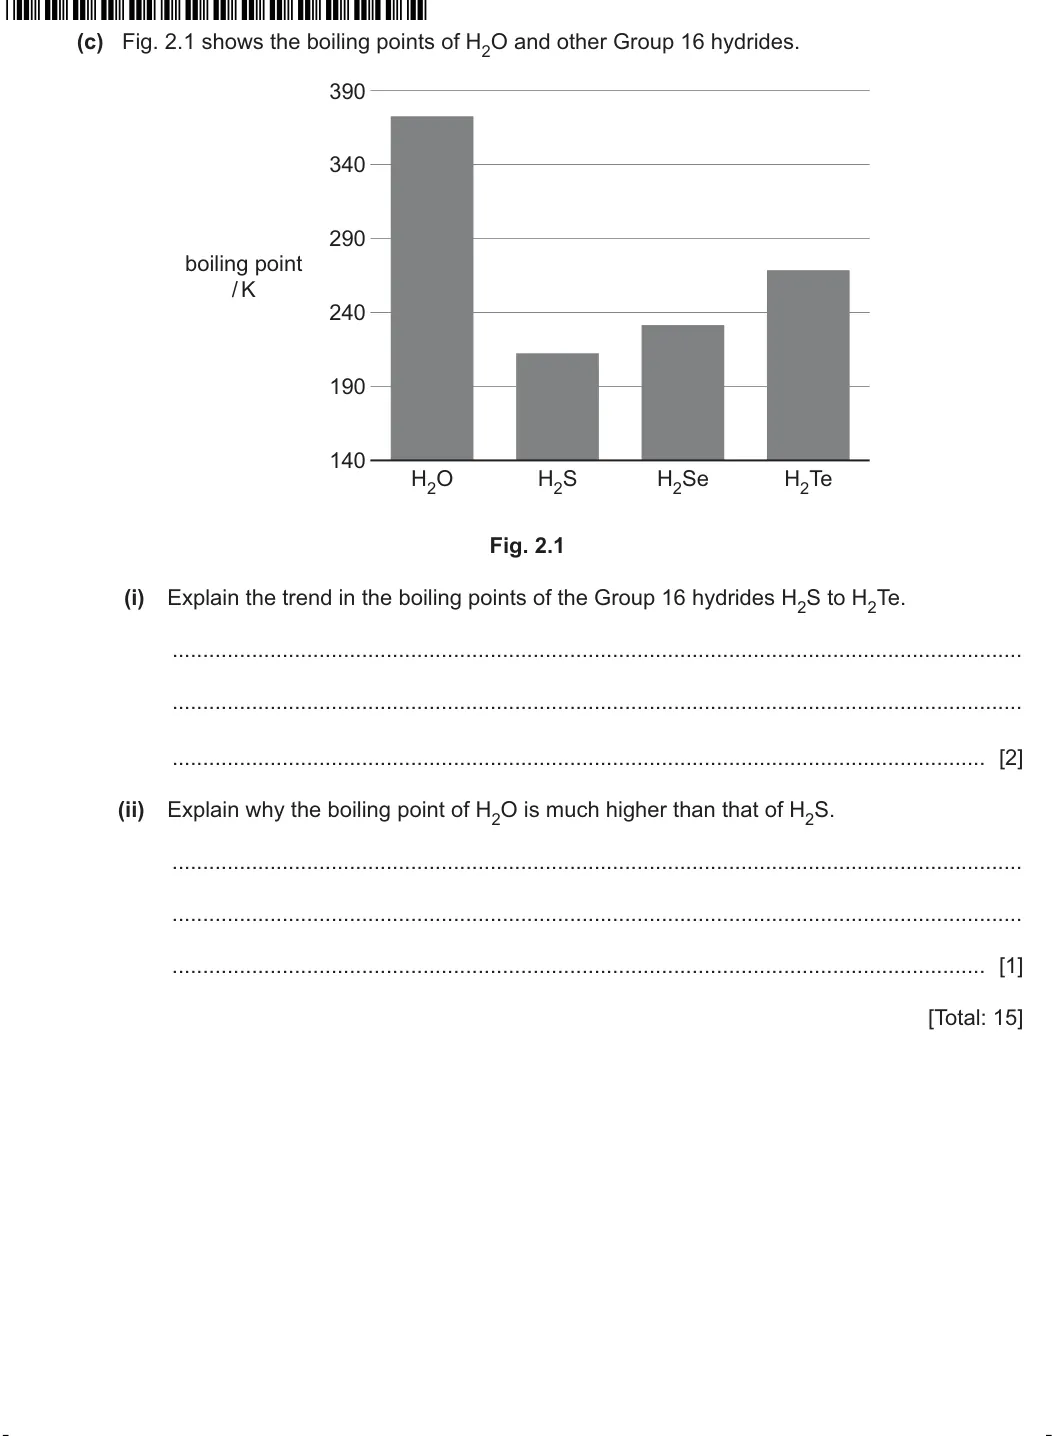 (c) Fig. 2.1 shows the boiling points of H₂O and other Group 16 hydrides.
390
340
290
boiling point
/ K
240
190
140
H₂O H₂S H₂Se H₂Te
Fig. 2.1
(i) Explain the trend in the boiling points of the Group 16 hydrides H₂S to H₂Te.
..........................................................................................................................................
..........................................................................................................................................
.................................................................................................................................... [2]
(ii) Explain why the boiling point of H₂O is much higher than that of H₂S.
..........................................................................................................................................
..........................................................................................................................................
.................................................................................................................................... [1]
[Total: 15]